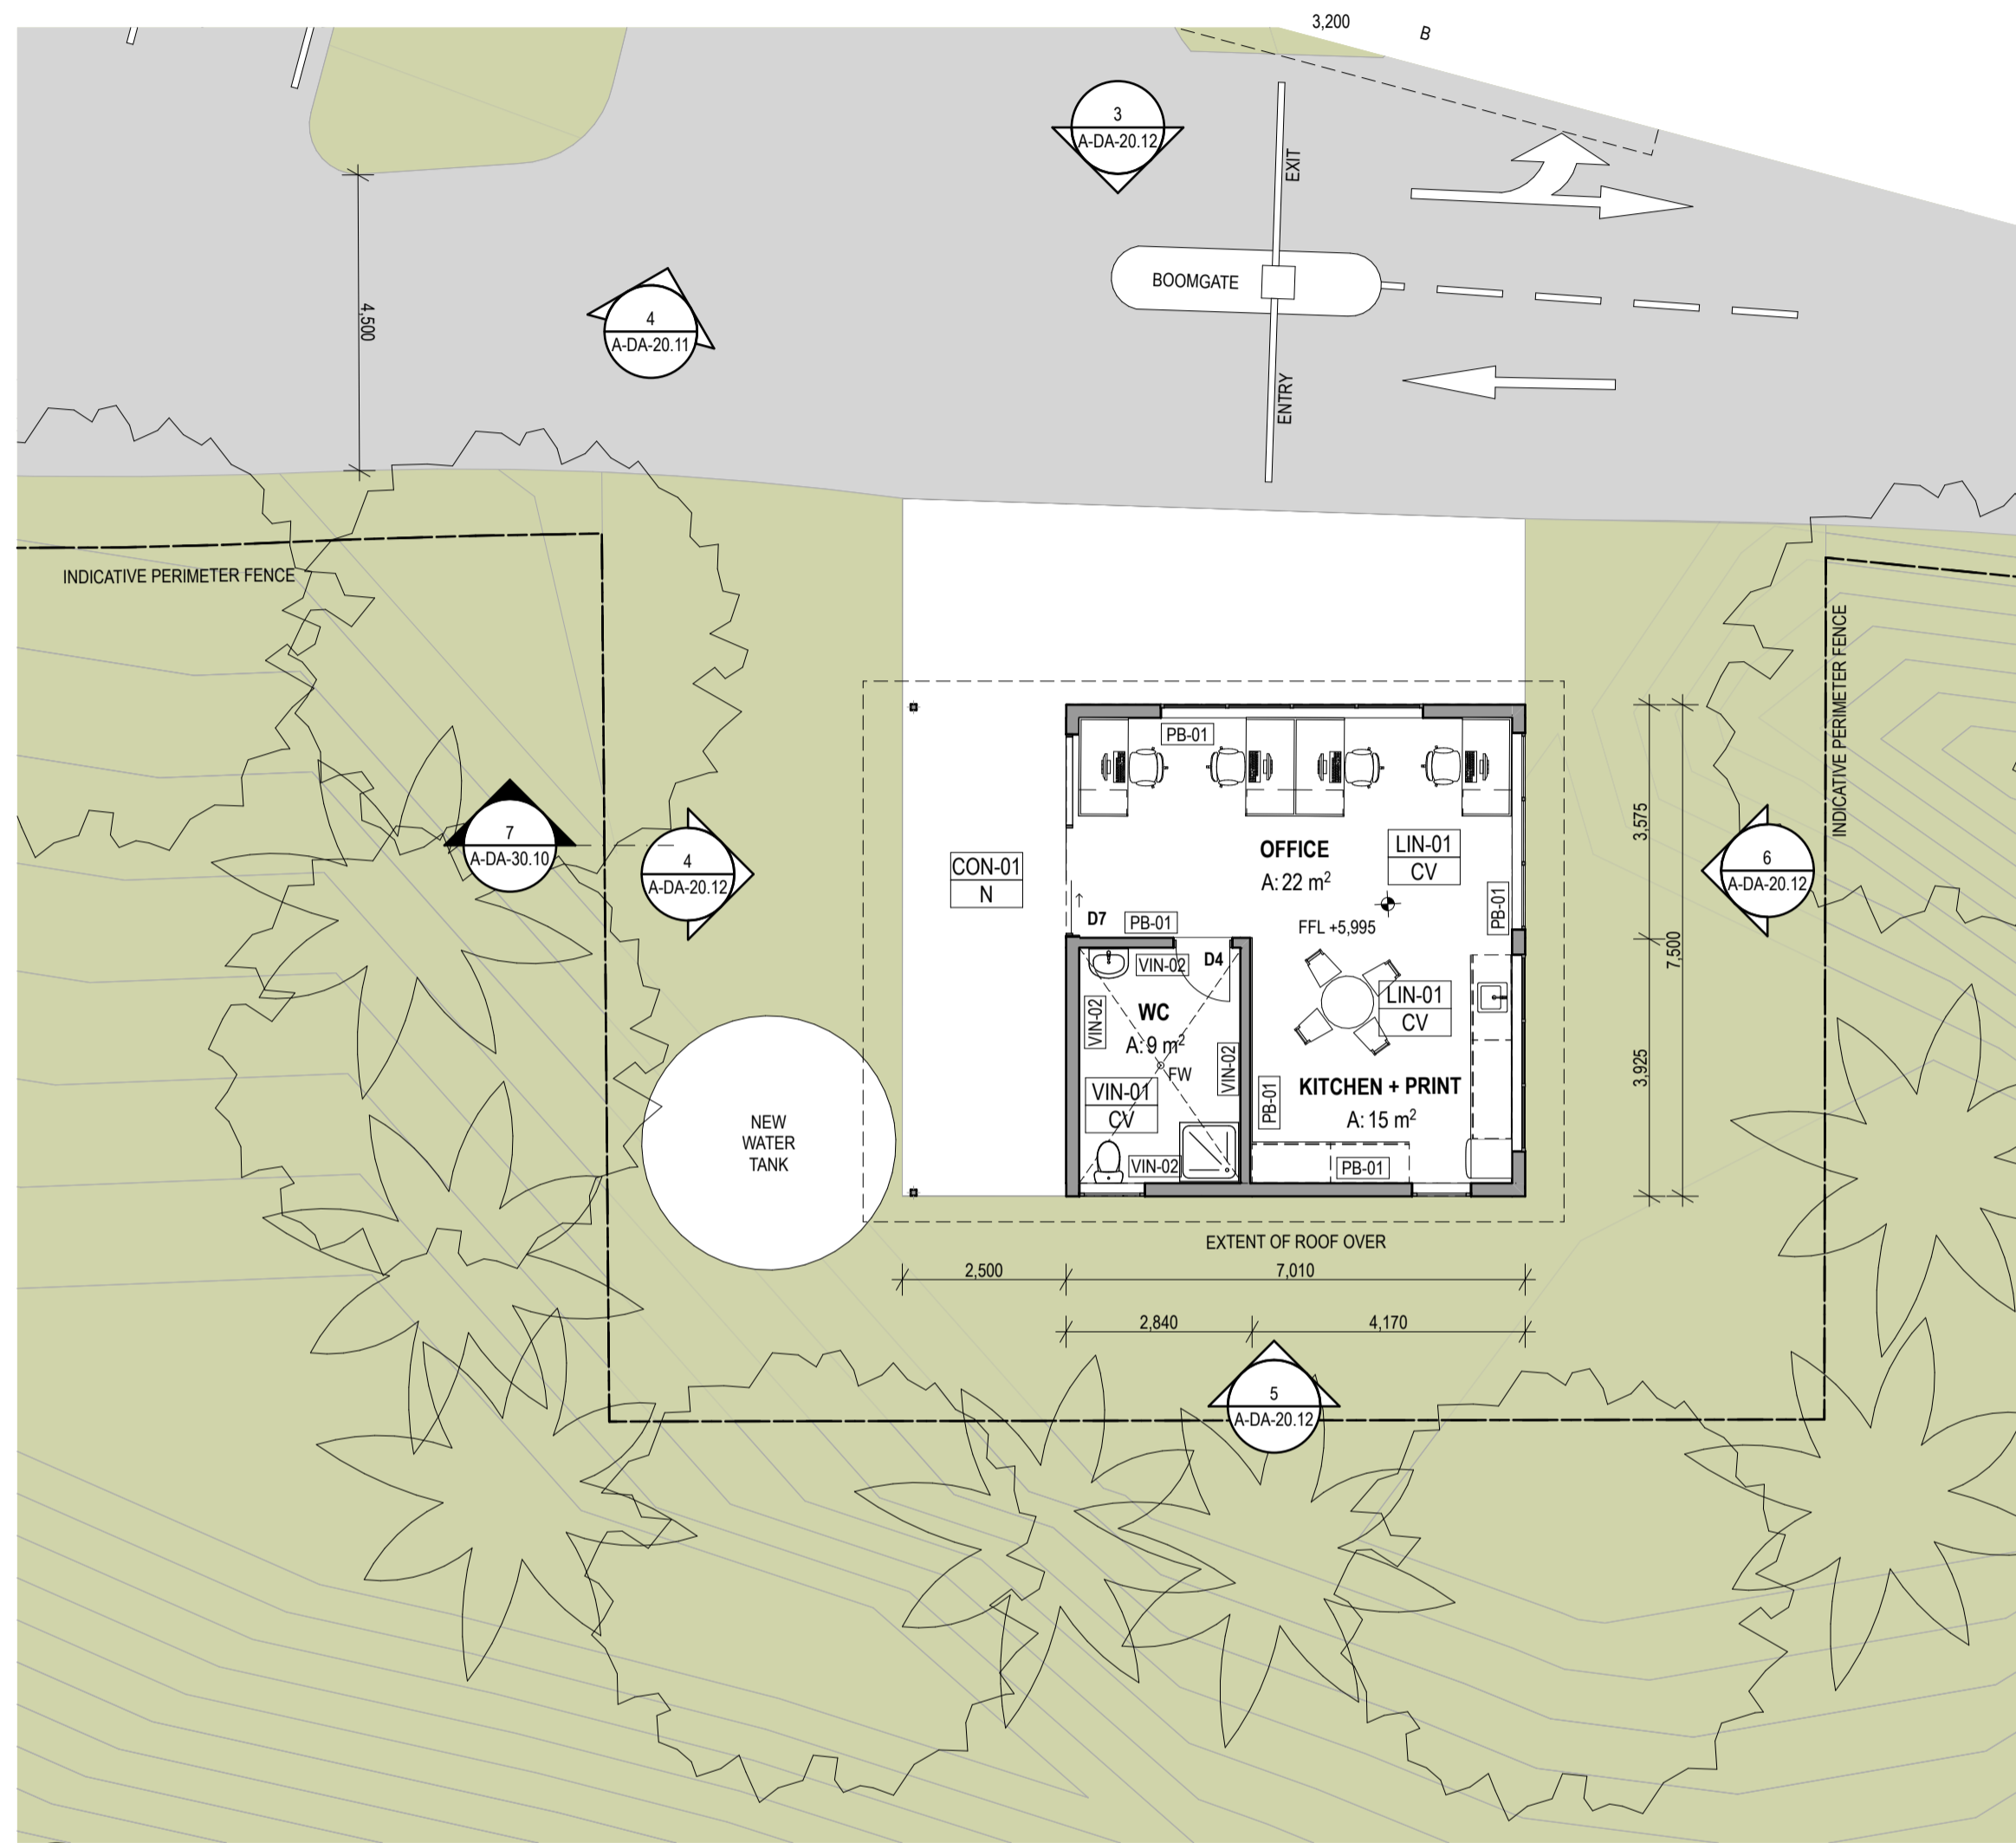 3,200
B
3
A-DA-20.12
EXIT
BOOMGATE
4
A-DA-20.11
4,500
ENTRY
INDICATIVE PERIMETER FENCE
INDICATIVE PERIMETER FENCE
PB-01
7
A-DA-30.10
4
A-DA-20.12
CON-01
N
OFFICE
A: 22 m²
LIN-01
CV
PB-01
3,575
7,500
6
A-DA-20.12
D7
PB-01
FFL +5,995
VIN-02
D4
VIN-02
WC
A: 9 m²
FW
VIN-02
LIN-01
CV
VIN-01
CV
PB-01
KITCHEN + PRINT
A: 15 m²
3,925
NEW
WATER
TANK
VIN-02
PB-01
EXTENT OF ROOF OVER
2,500
7,010
2,840
4,170
5
A-DA-20.12